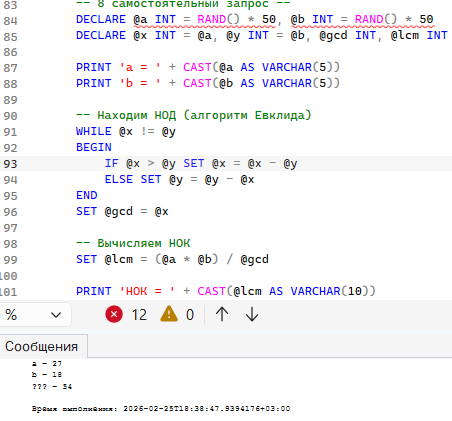 83 -- 8 самостоятельный запрос --
84 DECLARE @a INT = RAND() * 50, @b INT = RAND() * 50
85 DECLARE @x INT = @a, @y INT = @b, @gcd INT, @lcm INT
86
87 PRINT 'a = ' + CAST(@a AS VARCHAR(5))
88 PRINT 'b = ' + CAST(@b AS VARCHAR(5))
89
90 -- Находим НОД (алгоритм Евклида)
91 WHILE @x != @y
92 BEGIN
93 IF @x > @y SET @x = @x - @y
94 ELSE SET @y = @y - @x
95 END
96 SET @gcd = @x
97
98 -- Вычисляем НОК
99 SET @lcm = (@a * @b) / @gcd
100
101 PRINT 'НОК = ' + CAST(@lcm AS VARCHAR(10))
% 12 0
Сообщения
a = 27
b = 18
??? = 54
Время выполнения: 2026-02-25T18:38:47.9394176+03:00